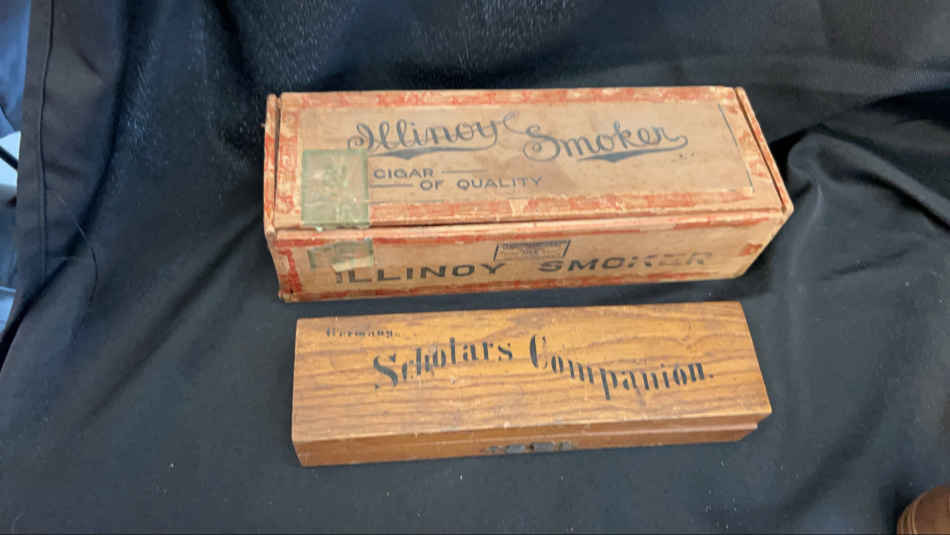 Illinoy Smoker
CIGAR
OF QUALITY
ILLINOY SMOKER
Germany.
Scholars Companion.